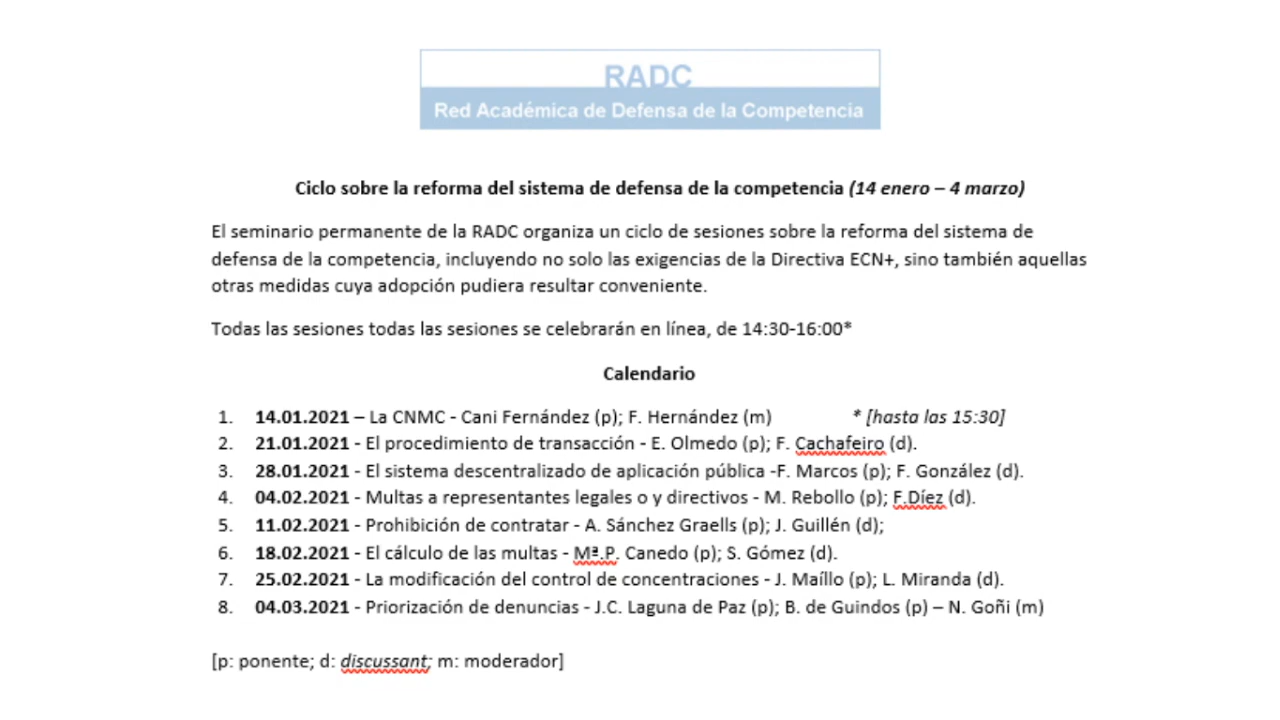 RADC
Red Académica de Defensa de la Competencia
Ciclo sobre la reforma del sistema de defensa de la competencia (14 enero – 4 marzo)
El seminario permanente de la RADC organiza un ciclo de sesiones sobre la reforma del sistema de
defensa de la competencia, incluyendo no solo las exigencias de la Directiva ECN+, sino también aquellas
otras medidas cuya adopción pudiera resultar conveniente.
Todas las sesiones todas las sesiones se celebrarán en línea, de 14:30-16:00*
Calendario
1. 14.01.2021 – La CNMC - Cani Fernández (p); F. Hernández (m) * [hasta las 15:30]
2. 21.01.2021 - El procedimiento de transacción - E. Olmedo (p); F. Cachafeiro (d).
3. 28.01.2021 - El sistema descentralizado de aplicación pública -F. Marcos (p); F. González (d).
4. 04.02.2021 - Multas a representantes legales o y directivos - M. Rebollo (p); F.Díez (d).
5. 11.02.2021 - Prohibición de contratar - A. Sánchez Graells (p); J. Guillén (d);
6. 18.02.2021 - El cálculo de las multas - Mª.P. Canedo (p); S. Gómez (d).
7. 25.02.2021 - La modificación del control de concentraciones - J. Maíllo (p); L. Miranda (d).
8. 04.03.2021 - Priorización de denuncias - J.C. Laguna de Paz (p); B. de Guindos (p) – N. Goñi (m)
[p: ponente; d: discussant; m: moderador]